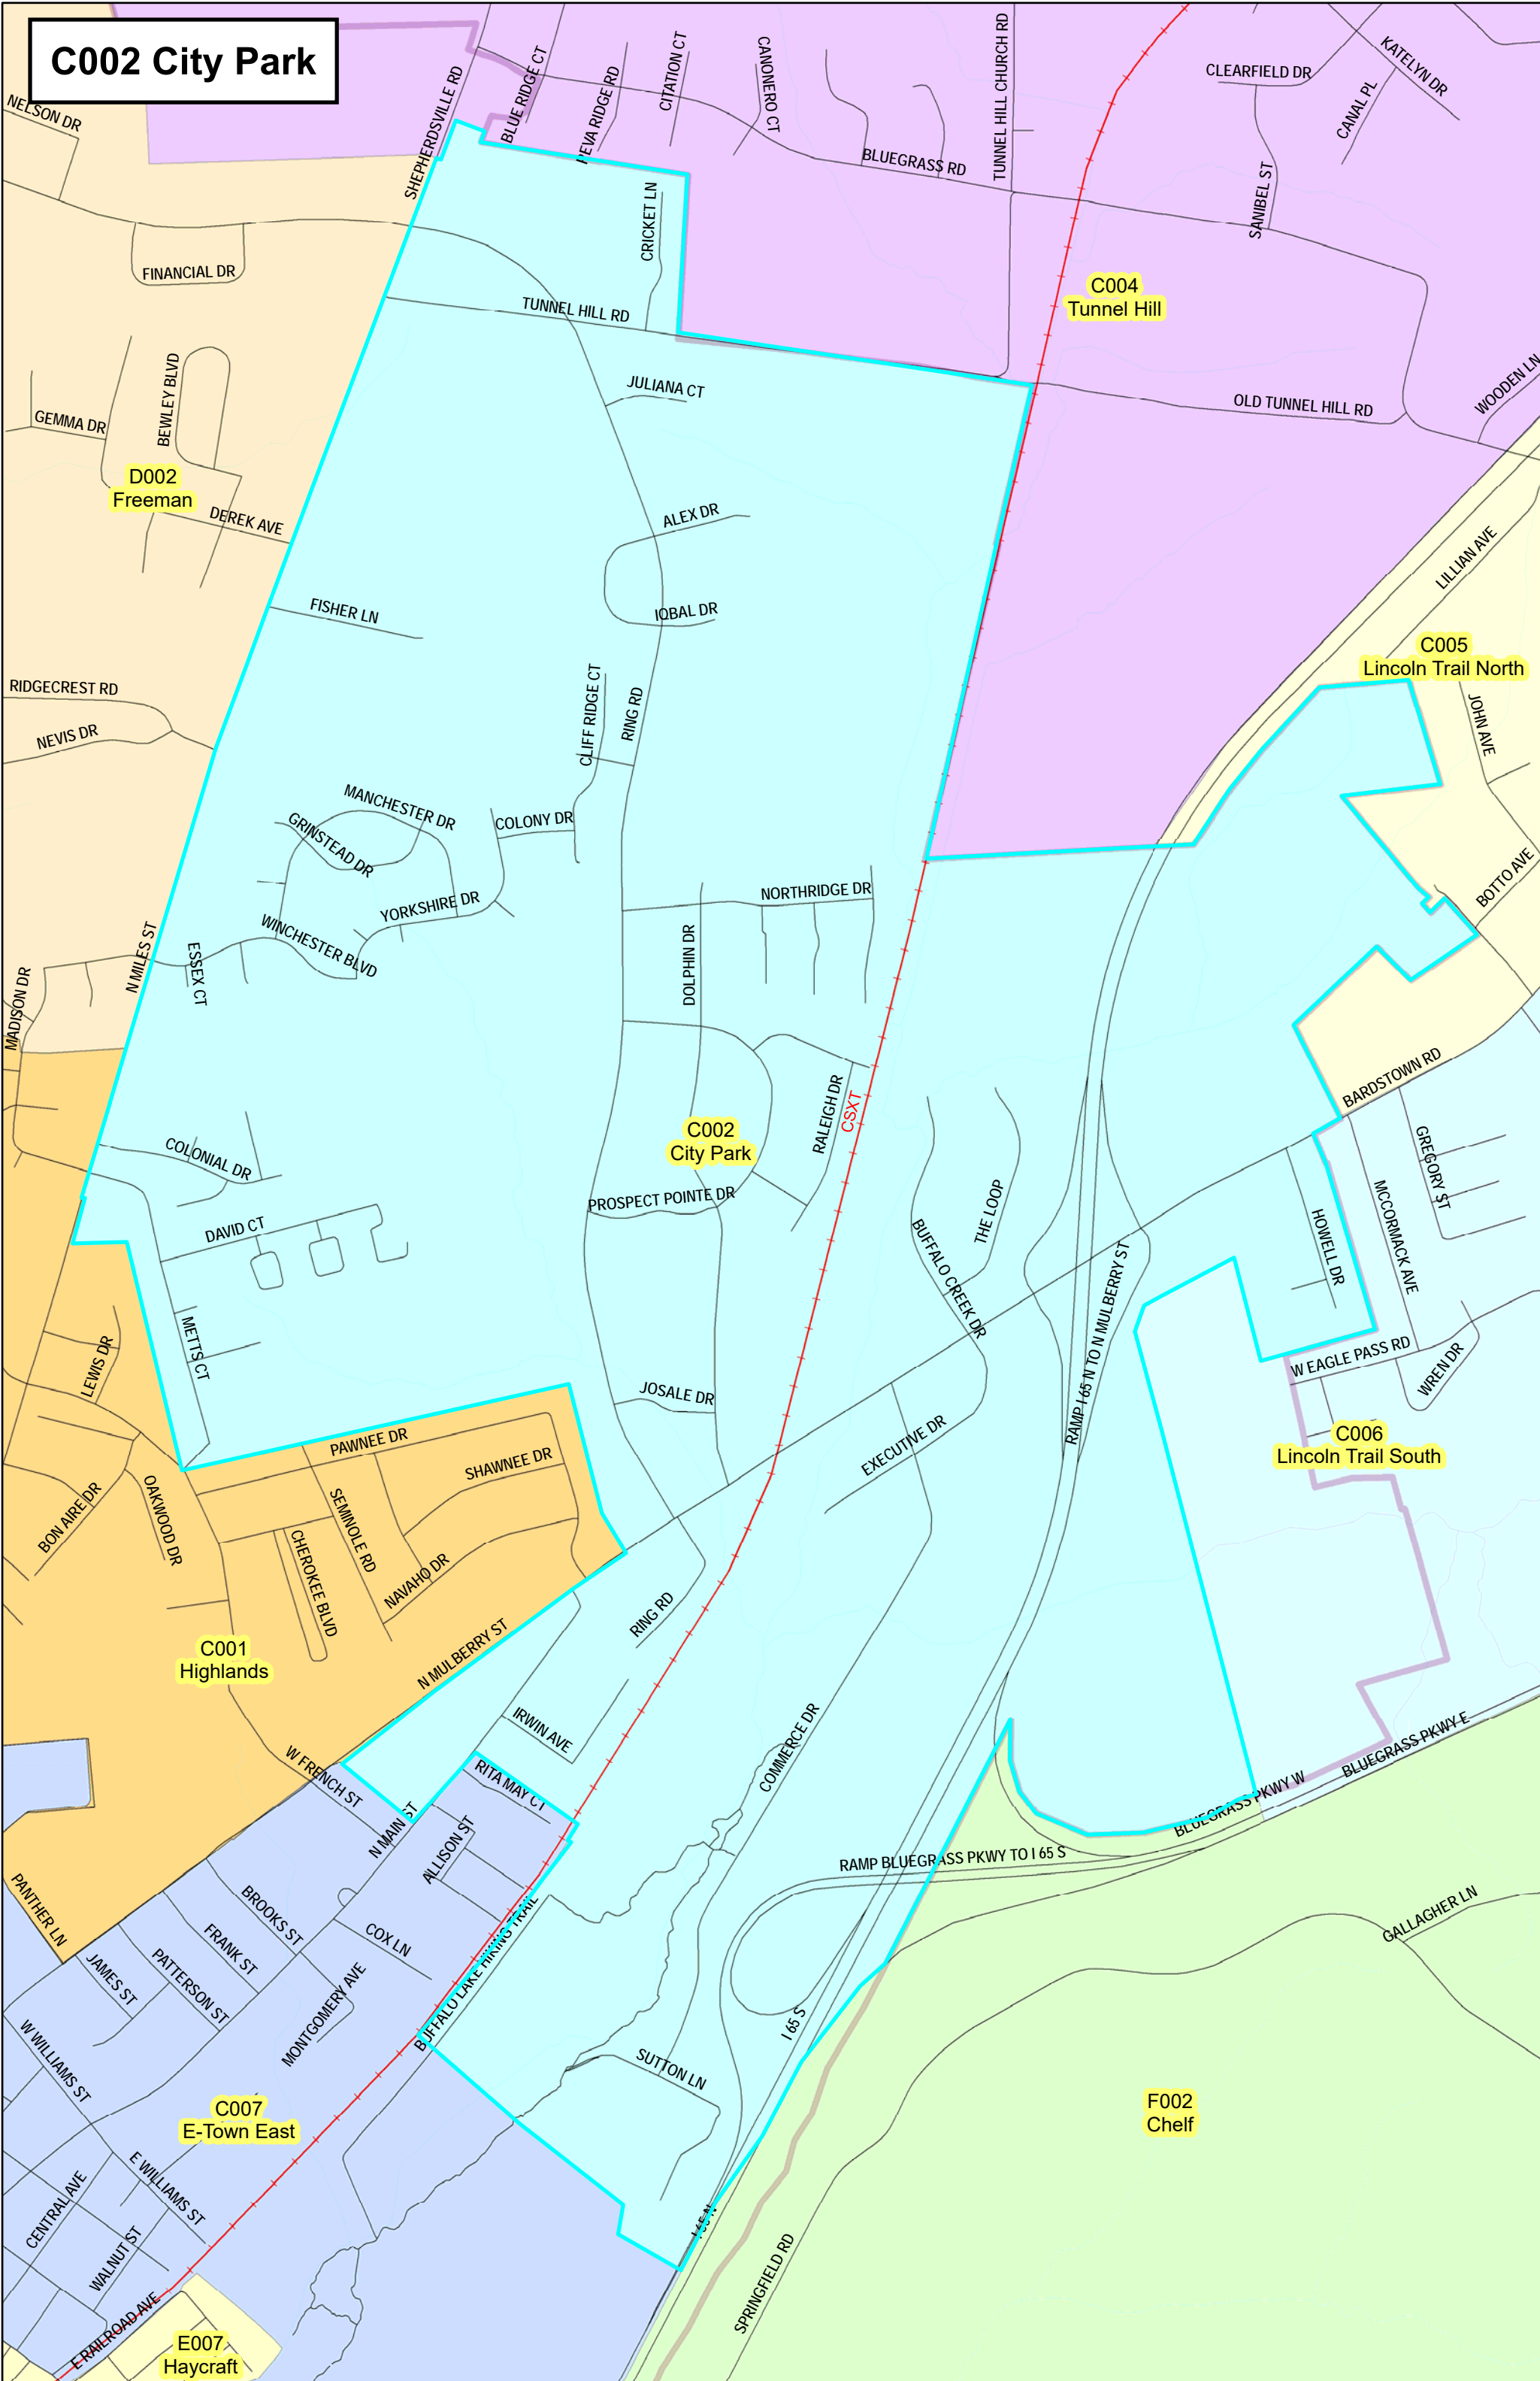 C002 City Park
NELSON DR
SHEPHERDSVILLE RD
BLUE RIDGE CT
PEVA RIDGE RD
CITATION CT
CANONERO CT
TUNNEL HILL CHURCH RD
CLEARFIELD DR
KATELYN DR
CANAL PL
BLUEGRASS RD
SANIBEL ST
CRICKET LN
FINANCIAL DR
TUNNEL HILL RD
C004
Tunnel Hill
JULIANA CT
OLD TUNNEL HILL RD
WOODEN LN
BEWLEY BLVD
GEMMA DR
D002
Freeman
DEREK AVE
ALEX DR
LILLIAN AVE
FISHER LN
IQBAL DR
C005
Lincoln Trail North
RIDGECREST RD
NEVIS DR
CLIFF RIDGE CT
RING RD
JOHN AVE
MANCHESTER DR
GRINSTEAD DR
COLONY DR
NORTHRIDGE DR
BOTTO AVE
YORKSHIRE DR
WINCHESTER BLVD
N MILES ST
ESSEX CT
DOLPHIN DR
MADISON DR
BARDSTOWN RD
RALEIGH DR
CSXT
C002
City Park
COLONIAL DR
GREGORY ST
MCCORMACK AVE
PROSPECT POINTE DR
THE LOOP
HOWELL DR
DAVID CT
BUFFALO CREEK DR
RAMP I 65 N TO N MULBERRY ST
METTS CT
LEWIS DR
W EAGLE PASS RD
WREN DR
JOSALE DR
EXECUTIVE DR
C006
Lincoln Trail South
PAWNEE DR
SHAWNEE DR
BON AIRE DR
OAKWOOD DR
SEMINOLE RD
CHEROKEE BLVD
NAVAHO DR
RING RD
C001
Highlands
N MULBERRY ST
IRWIN AVE
COMMERCE DR
W FRENCH ST
RITA MAY CT
BLUEGRASS PKWY E
BLUEGRASS PKWY W
N MAIN ST
ALLISON ST
RAMP BLUEGRASS PKWY TO I 65 S
PANTHER LN
BROOKS ST
FRANK ST
COX LN
BUFFALO LAKE HIKING TRAIL
GALLAGHER LN
JAMES ST
PATTERSON ST
MONTGOMERY AVE
I 65 S
W WILLIAMS ST
SUTTON LN
C007
E-Town East
F002
Chelf
E WILLIAMS ST
CENTRAL AVE
WALNUT ST
I 65 N
SPRINGFIELD RD
E RAILROAD AVE
E007
Haycraft